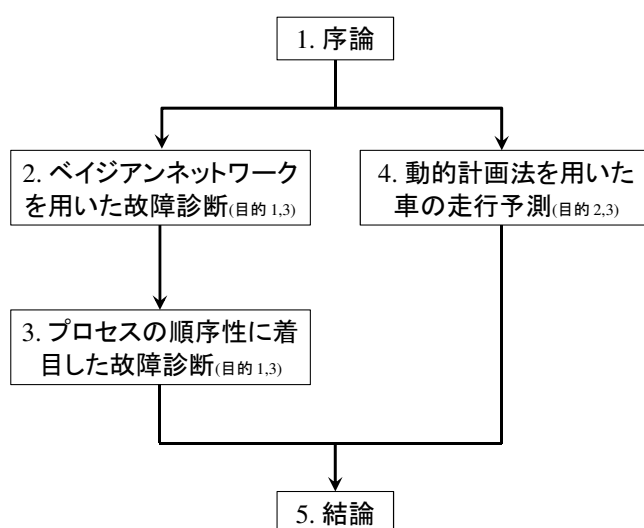 1. 序論
2. ベイジアンネットワーク
を用いた故障診断(目的 1,3)
4. 動的計画法を用いた
車の走行予測(目的 2,3)
3. プロセスの順序性に着
目した故障診断(目的 1,3)
5. 結論